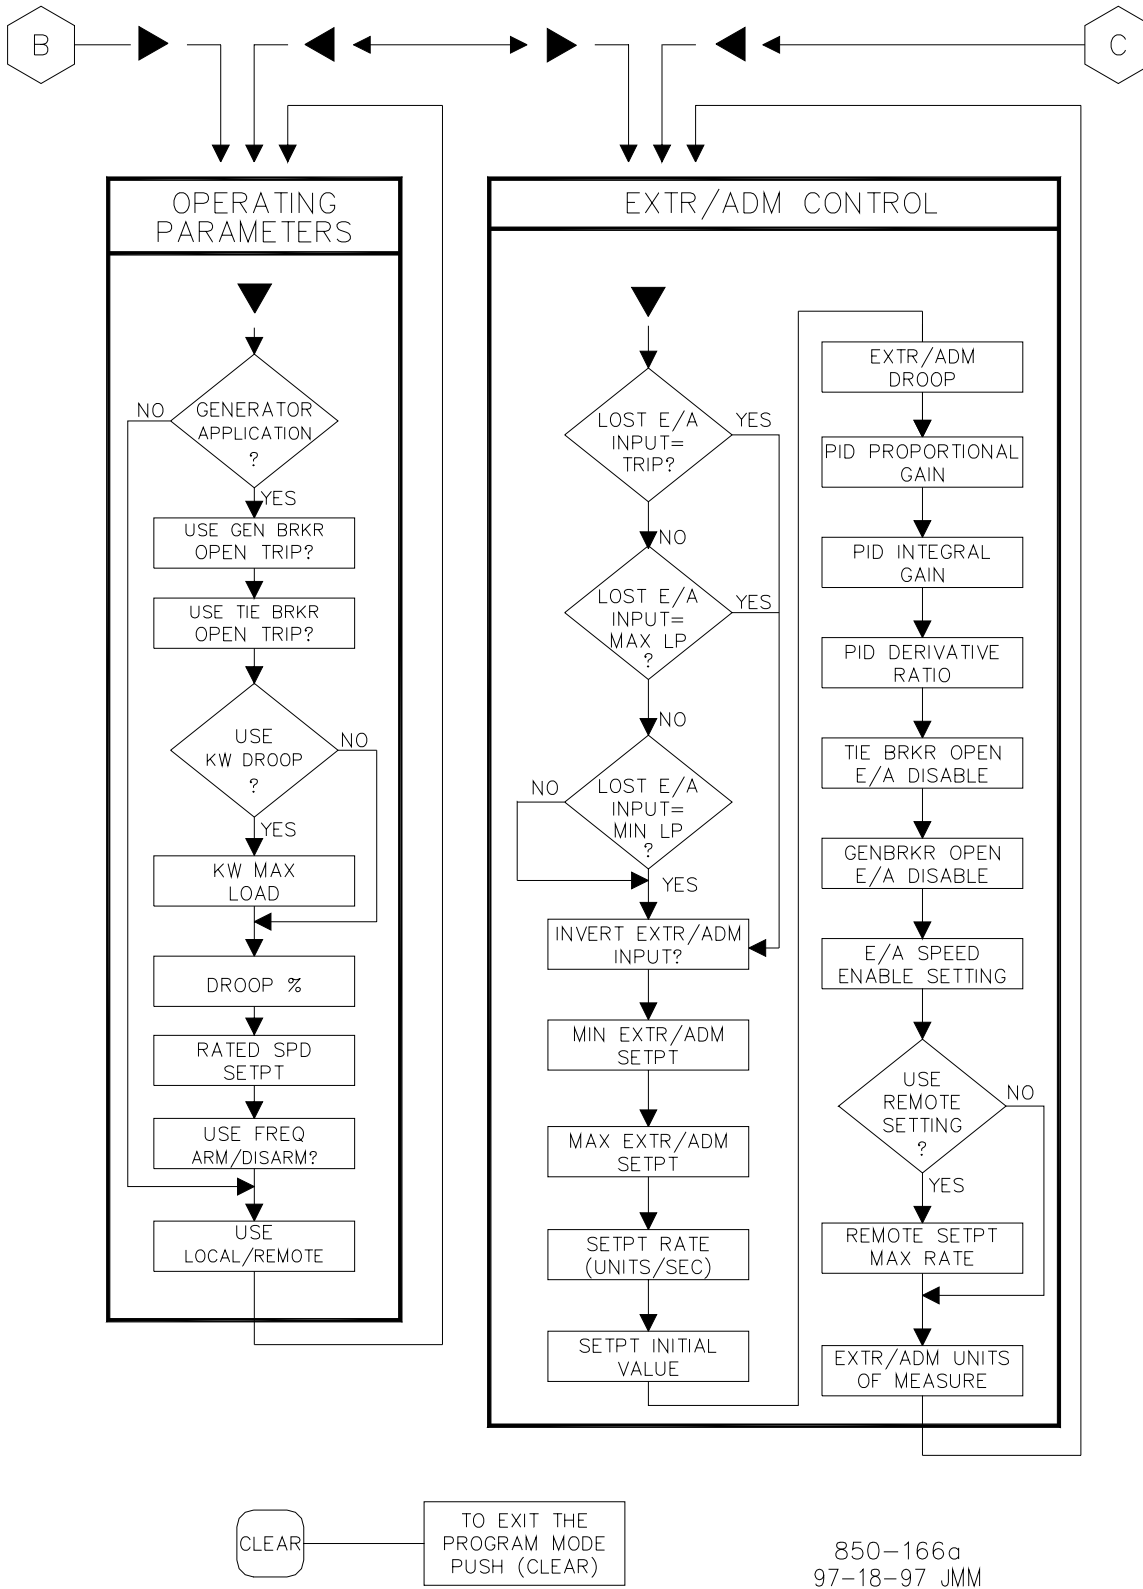 B
C
OPERATING
PARAMETERS
GENERATOR
APPLICATION
?
NO
YES
USE GEN BRKR
OPEN TRIP?
USE TIE BRKR
OPEN TRIP?
USE
KW DROOP
?
NO
YES
KW MAX
LOAD
DROOP %
RATED SPD
SETPT
USE FREQ
ARM/DISARM?
USE
LOCAL/REMOTE
EXTR/ADM CONTROL
LOST E/A
INPUT=
TRIP?
YES
NO
LOST E/A
INPUT=
MAX LP
?
YES
NO
LOST E/A
INPUT=
MIN LP
?
NO
YES
INVERT EXTR/ADM
INPUT?
MIN EXTR/ADM
SETPT
MAX EXTR/ADM
SETPT
SETPT RATE
(UNITS/SEC)
SETPT INITIAL
VALUE
EXTR/ADM
DROOP
PID PROPORTIONAL
GAIN
PID INTEGRAL
GAIN
PID DERIVATIVE
RATIO
TIE BRKR OPEN
E/A DISABLE
GENBRKR OPEN
E/A DISABLE
E/A SPEED
ENABLE SETTING
USE
REMOTE
SETTING
?
NO
YES
REMOTE SETPT
MAX RATE
EXTR/ADM UNITS
OF MEASURE
CLEAR
TO EXIT THE
PROGRAM MODE
PUSH (CLEAR)
850-166a
97-18-97 JMM